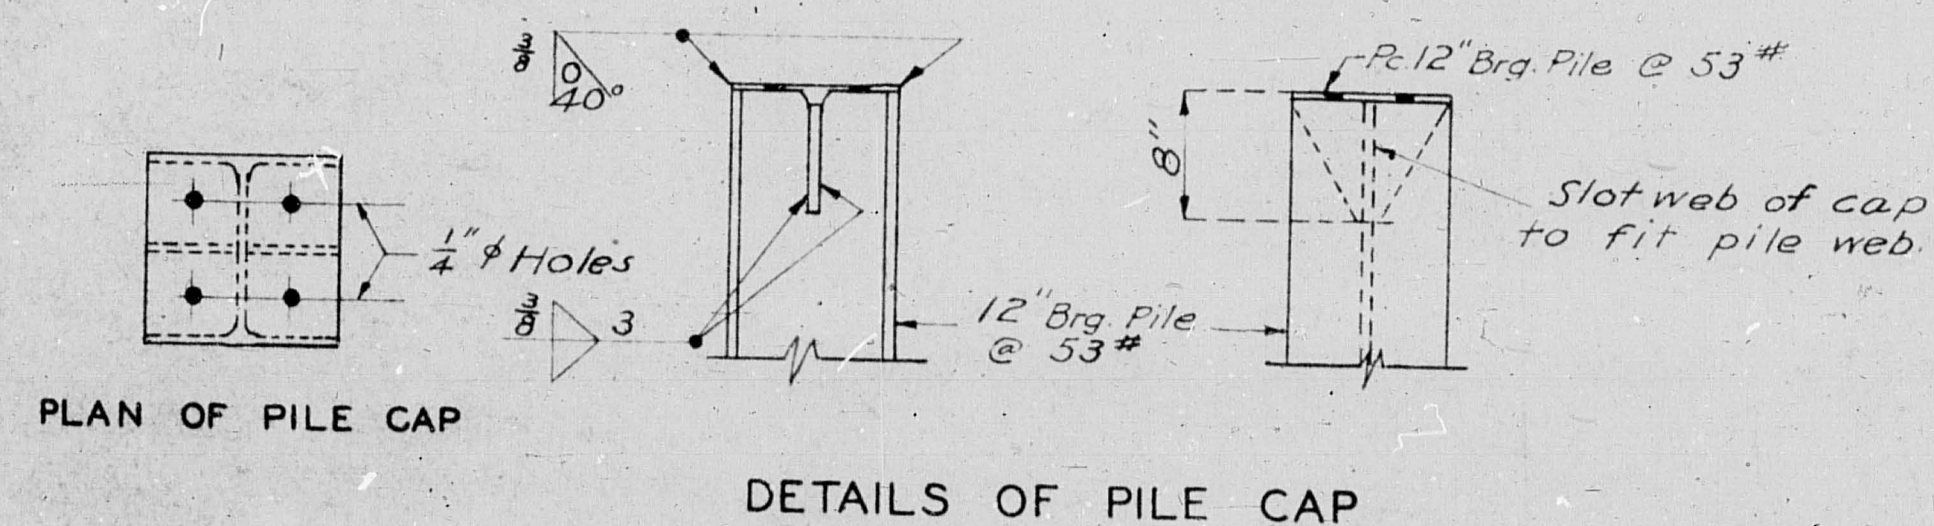 3/8
0
40°
Pc.12" Brg. Pile @ 53#
8"
Slot web of cap
to fit pile web.
1/4" ϕ Holes
3/8 3
12" Brg. Pile
@ 53#
PLAN OF PILE CAP
DETAILS OF PILE CAP